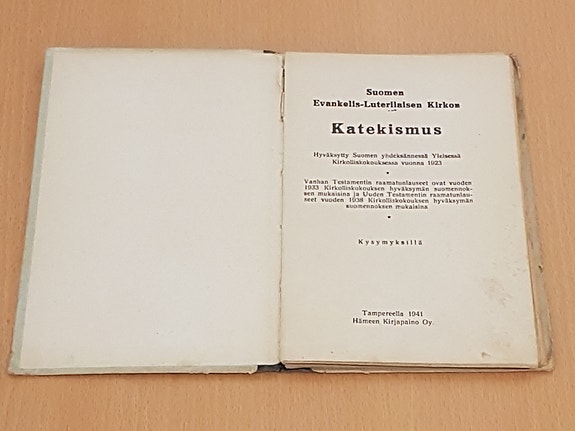 Suomen
Evankelis-Luterilaisen Kirkon
Katekismus
Hyväksytty Suomen yhdeksännessä Yleisessä
Kirkolliskokouksessa vuonna 1923
Vanhan Testamentin raamatunlauseet ovat vuoden
1933 Kirkolliskokouksen hyväksymän suomennok-
sen mukaisina ja Uuden Testamentin raamatunlau-
seet vuoden 1938 Kirkolliskokouksen hyväksymän
suomennoksen mukaisina
Kysymyksillä
Tampereella 1941
Hämeen Kirjapaino Oy